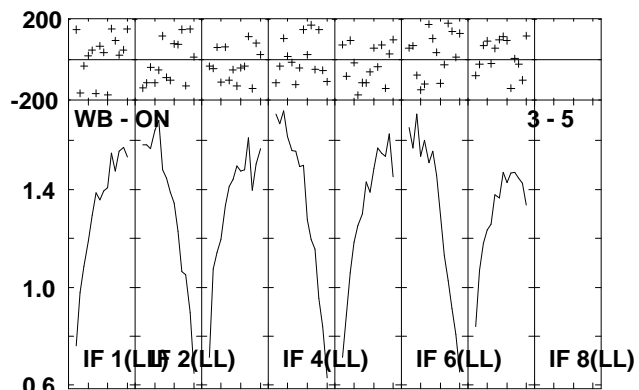 200
-200
WB - ON 3 - 5
1.4
1.0
IF 1(LL) IF 2(LL) IF 4(LL) IF 6(LL) IF 8(LL)
0.6